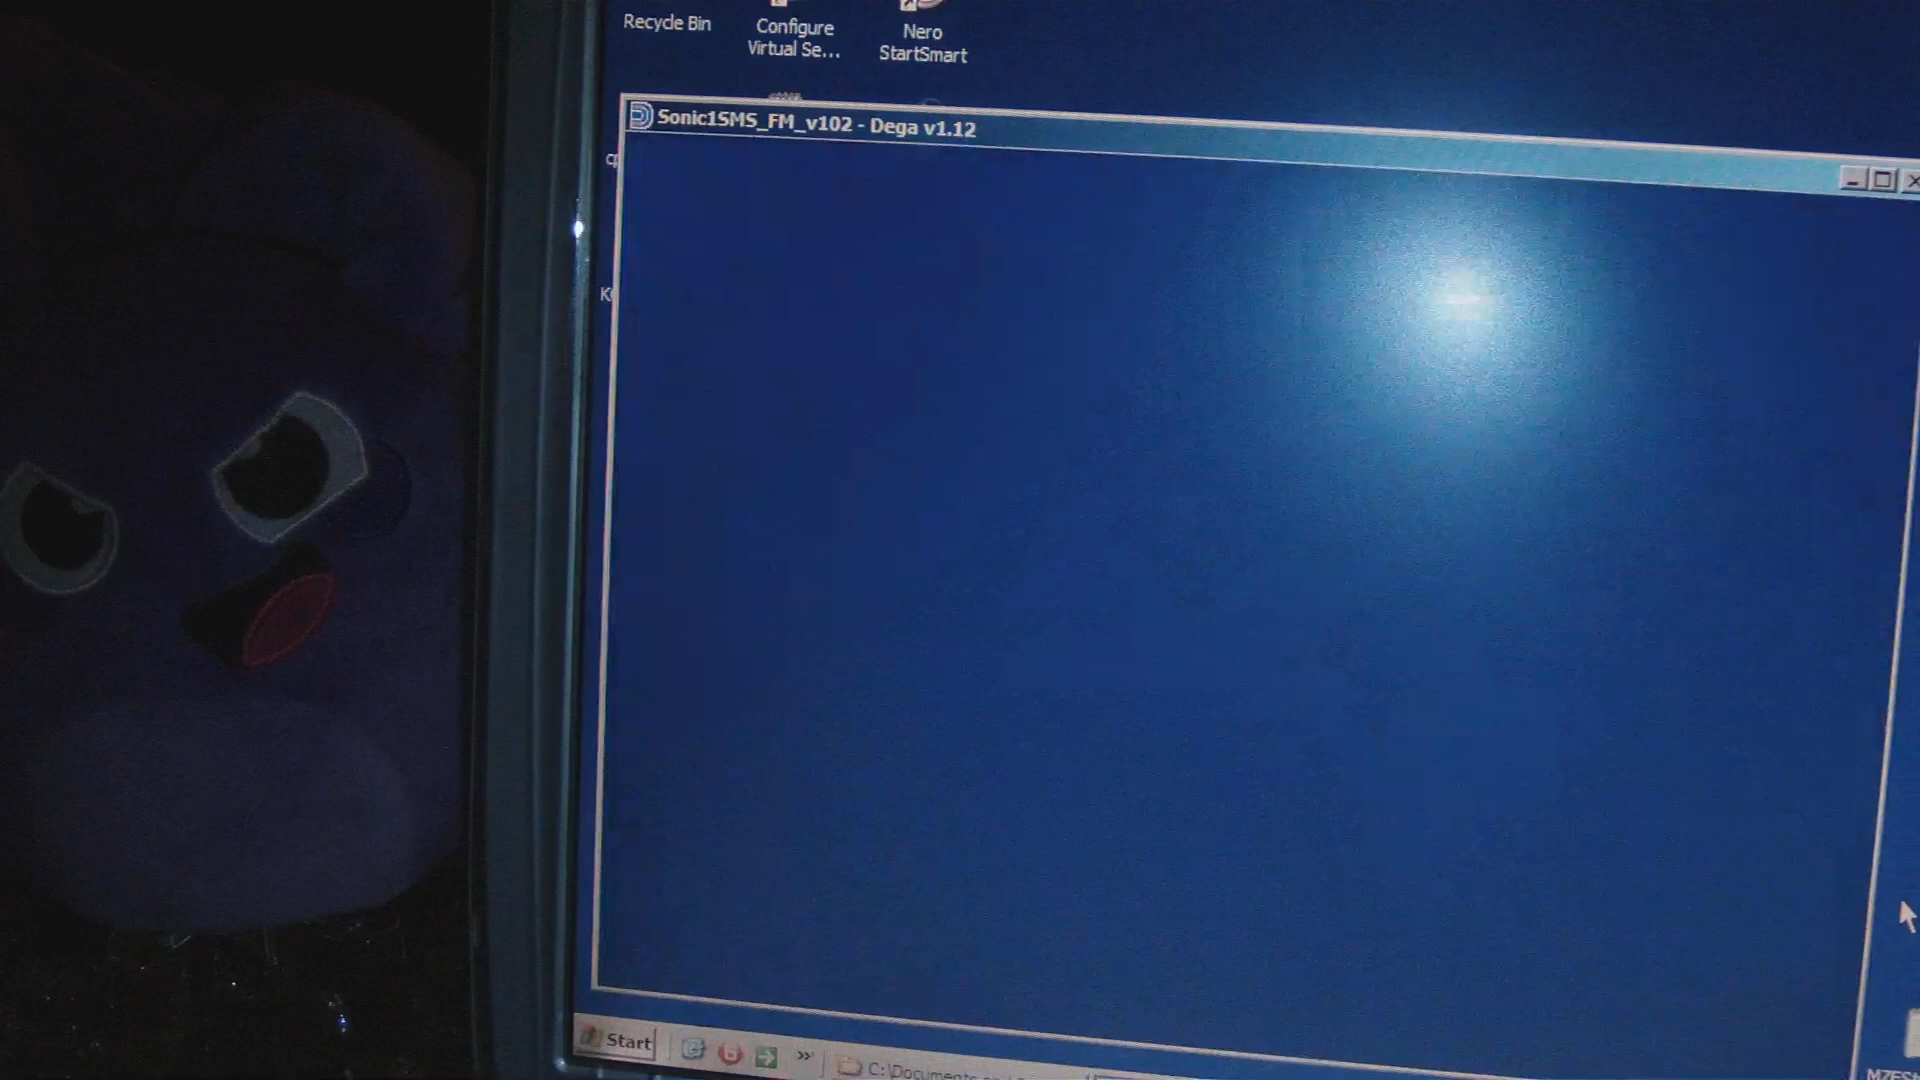 Recycle Bin
Configure
Virtual Se...
Nero
StartSmart
Sonic1SMS_FM_v102 - Dega v1.12
Start
C:\Documents